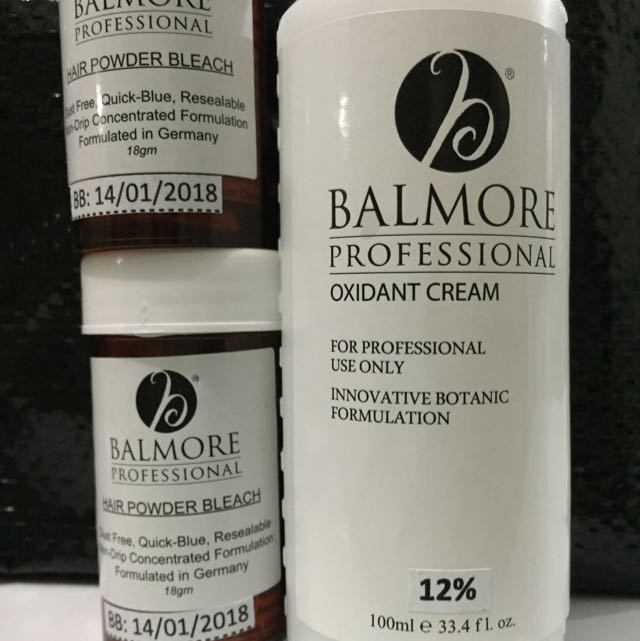 BALMORE
PROFESSIONAL
HAIR POWDER BLEACH
Dust Free, Quick-Blue, Resealable
Non-Drip Concentrated Formulation
Formulated in Germany
18gm
BB: 14/01/2018
BALMORE
PROFESSIONAL
HAIR POWDER BLEACH
Dust Free, Quick-Blue, Resealable
Non-Drip Concentrated Formulation
Formulated in Germany
18gm
BB: 14/01/2018
®
BALMORE
PROFESSIONAL
OXIDANT CREAM
FOR PROFESSIONAL
USE ONLY
INNOVATIVE BOTANIC
FORMULATION
12%
100ml e 33.4 fl. oz.